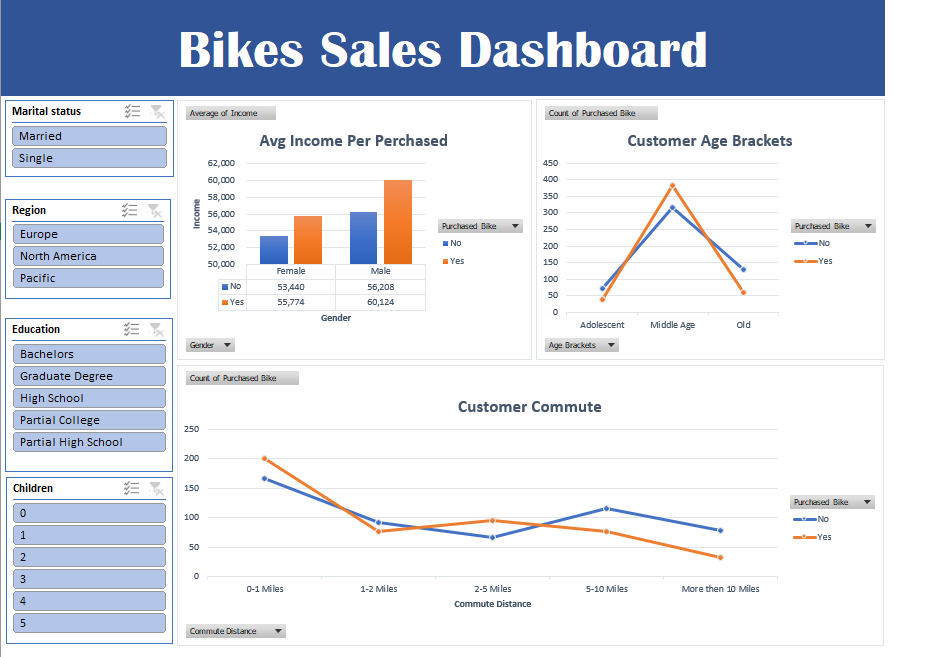 Bikes Sales Dashboard
Marital status
Married
Single
Region
Europe
North America
Pacific
Education
Bachelors
Graduate Degree
High School
Partial College
Partial High School
Children
0
1
2
3
4
5
Average of Income
Avg Income Per Perchased
Income
62,000
60,000
58,000
56,000
54,000
52,000
50,000
Female Male
No 53,440 56,208
Yes 55,774 60,124
Gender
Purchased Bike
No
Yes
Gender
Count of Purchased Bike
Customer Age Brackets
450
400
350
300
250
200
150
100
50
0
Adolescent Middle Age Old
Purchased Bike
No
Yes
Age Brackets
Count of Purchased Bike
Customer Commute
250
200
150
100
50
0
0-1 Miles 1-2 Miles 2-5 Miles 5-10 Miles More then 10 Miles
Commute Distance
Purchased Bike
No
Yes
Commute Distance